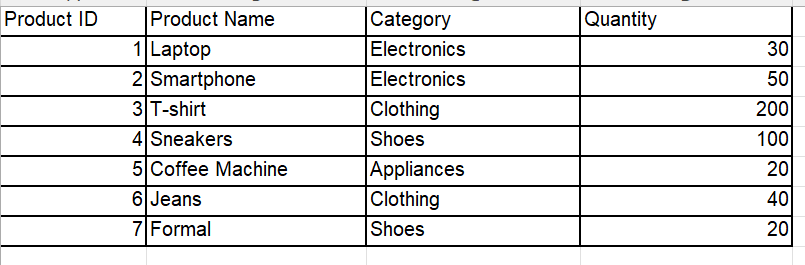 Product ID Product Name Category Quantity
1 Laptop Electronics 30
2 Smartphone Electronics 50
3 T-shirt Clothing 200
4 Sneakers Shoes 100
5 Coffee Machine Appliances 20
6 Jeans Clothing 40
7 Formal Shoes 20